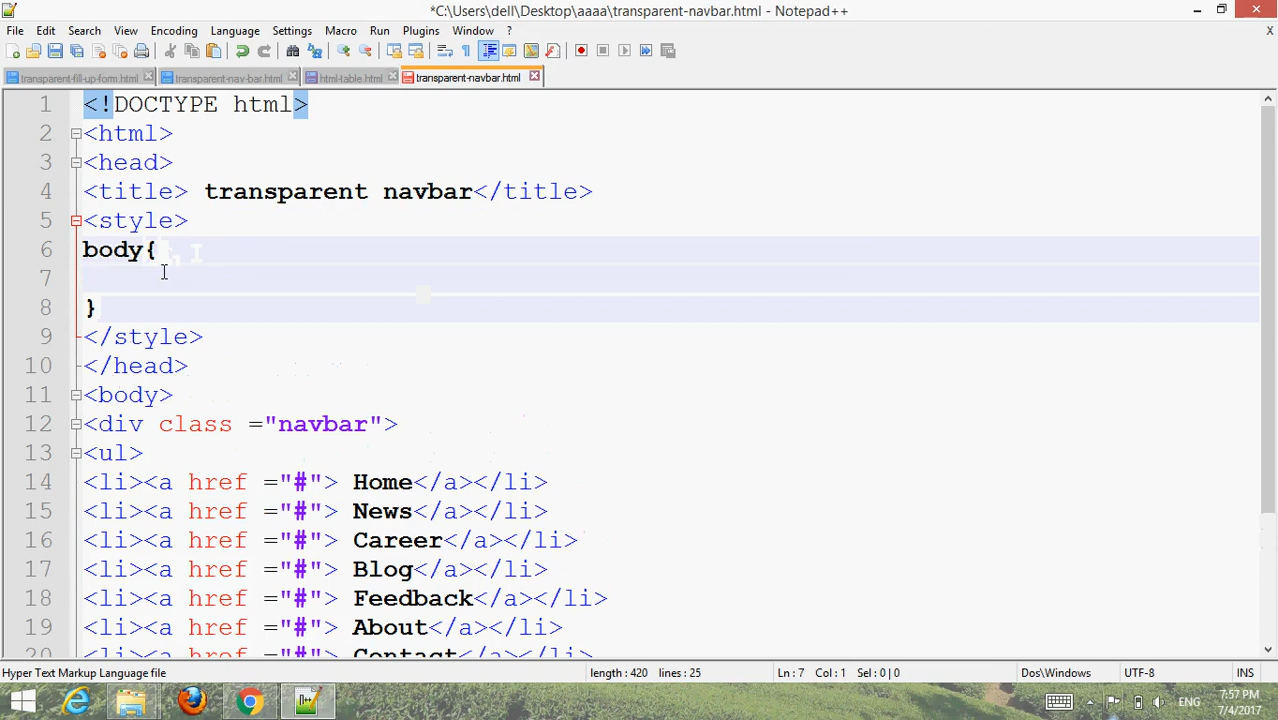 *C:\Users\dell\Desktop\aaaa\transparent-navbar.html - Notepad++
File Edit Search View Encoding Language Settings Macro Run Plugins Window ? X
transparent-fill-up-form.html transparent-nav-bar.html html-table.html transparent-navbar.html
1 <!DOCTYPE html>
2 <html>
3 <head>
4 <title> transparent navbar</title>
5 <style>
6 body{
7
8 }
9 </style>
10 </head>
11 <body>
12 <div class ="navbar">
13 <ul>
14 <li><a href ="#"> Home</a></li>
15 <li><a href ="#"> News</a></li>
16 <li><a href ="#"> Career</a></li>
17 <li><a href ="#"> Blog</a></li>
18 <li><a href ="#"> Feedback</a></li>
19 <li><a href ="#"> About</a></li>
20 <li><a href ="#"> Contact</a></li>
Hyper Text Markup Language file length : 420 lines : 25 Ln : 7 Col : 1 Sel : 0 | 0 Dos\Windows UTF-8 INS
ENG 7:57 PM
7/4/2017